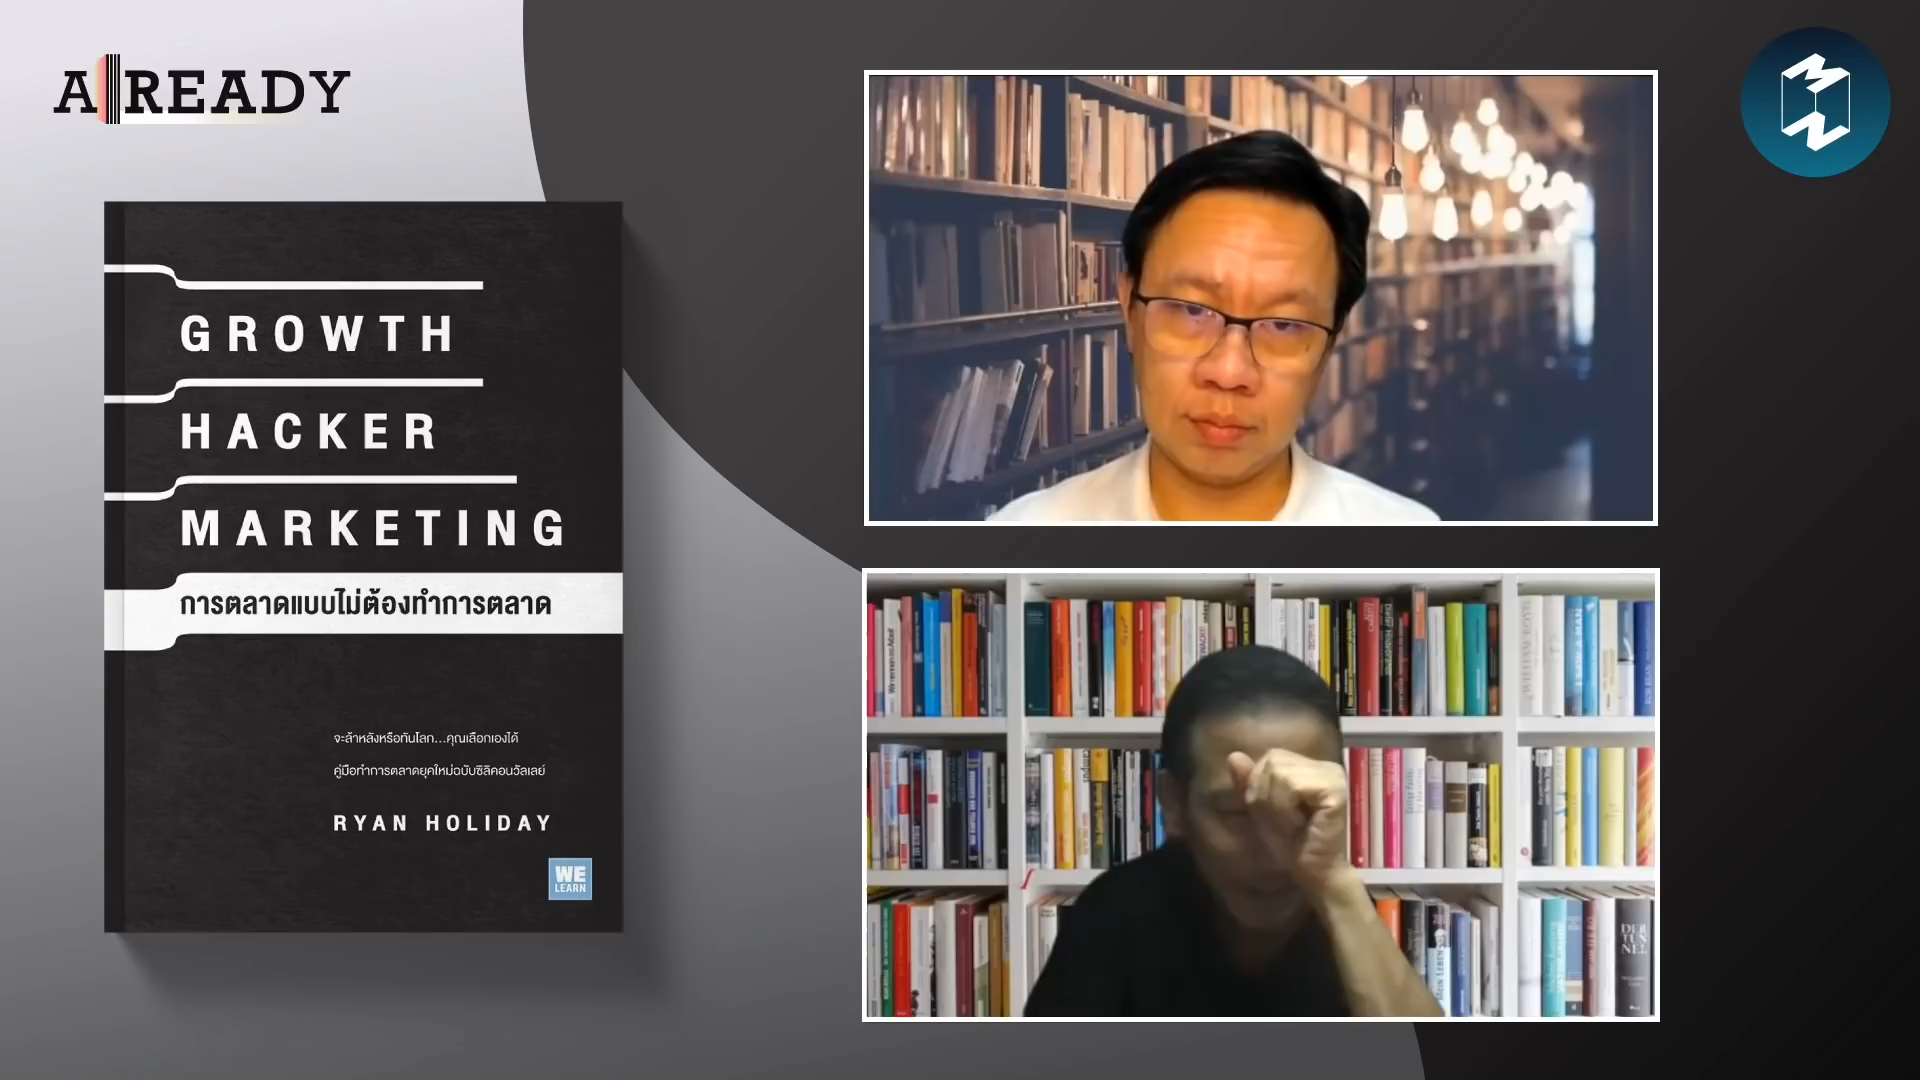 ALREADY
GROWTH
HACKER
MARKETING
การตลาดแบบไม่ต้องทำการตลาด
จะล้าหลังหรือทันโลก...คุณเลือกเองได้
คู่มือทำการตลาดยุคใหม่ฉบับซิลิคอนวัลเลย์
RYAN HOLIDAY
WE
LEARN
DER
TUN
NEL